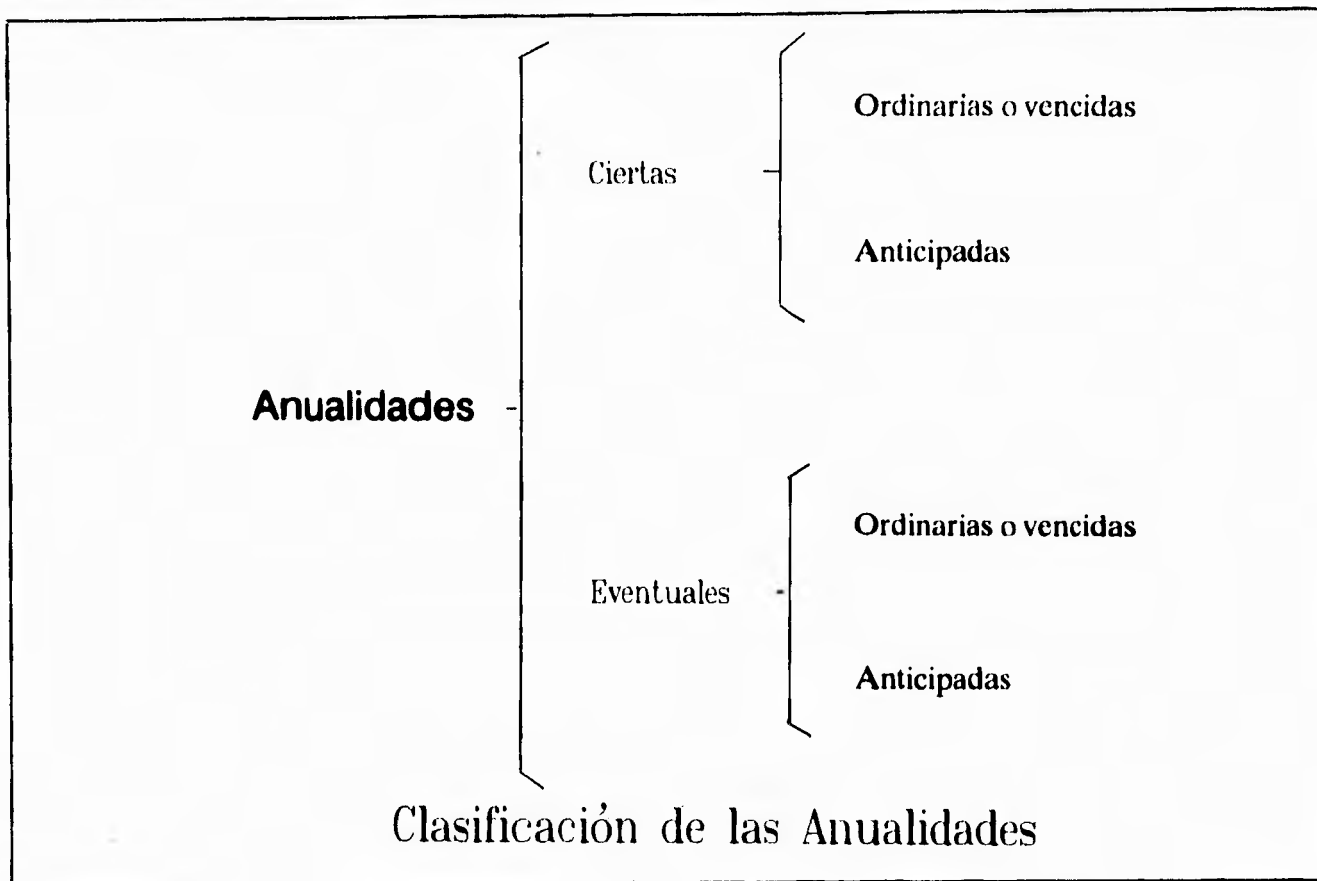 Ordinarias o vencidas
Ciertas
Anticipadas
Anualidades
Ordinarias o vencidas
Eventuales
Anticipadas
Clasificación de las Anualidades